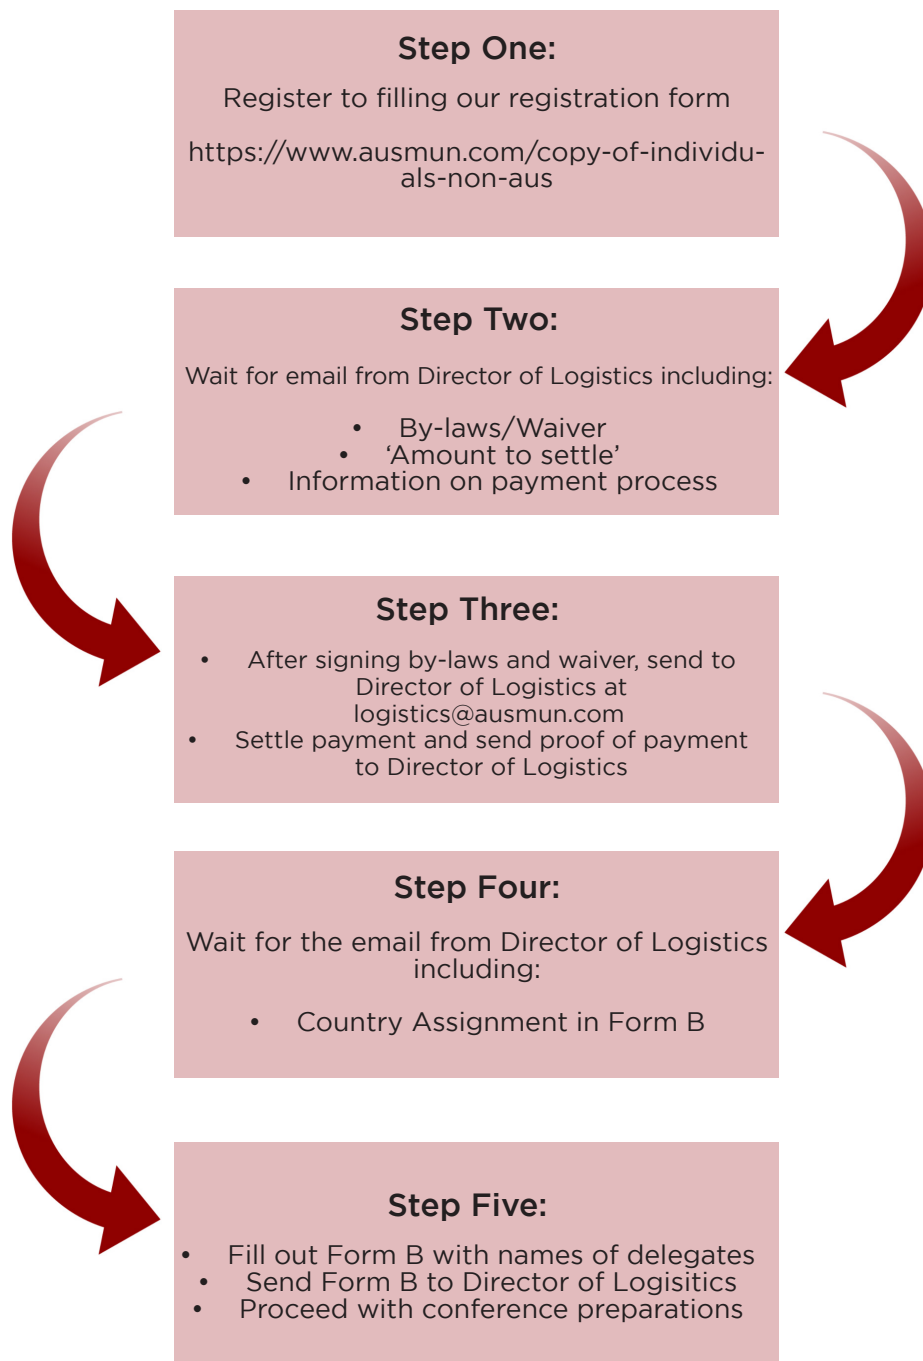 Step One:
Register to filling our registration form
https://www.ausmun.com/copy-of-individu-
als-non-aus
Step Two:
Wait for email from Director of Logistics including:
• By-laws/Waiver
• ‘Amount to settle’
• Information on payment process
Step Three:
• After signing by-laws and waiver, send to
Director of Logistics at
logistics@ausmun.com
• Settle payment and send proof of payment
to Director of Logistics
Step Four:
Wait for the email from Director of Logistics
including:
• Country Assignment in Form B
Step Five:
• Fill out Form B with names of delegates
• Send Form B to Director of Logisitics
• Proceed with conference preparations